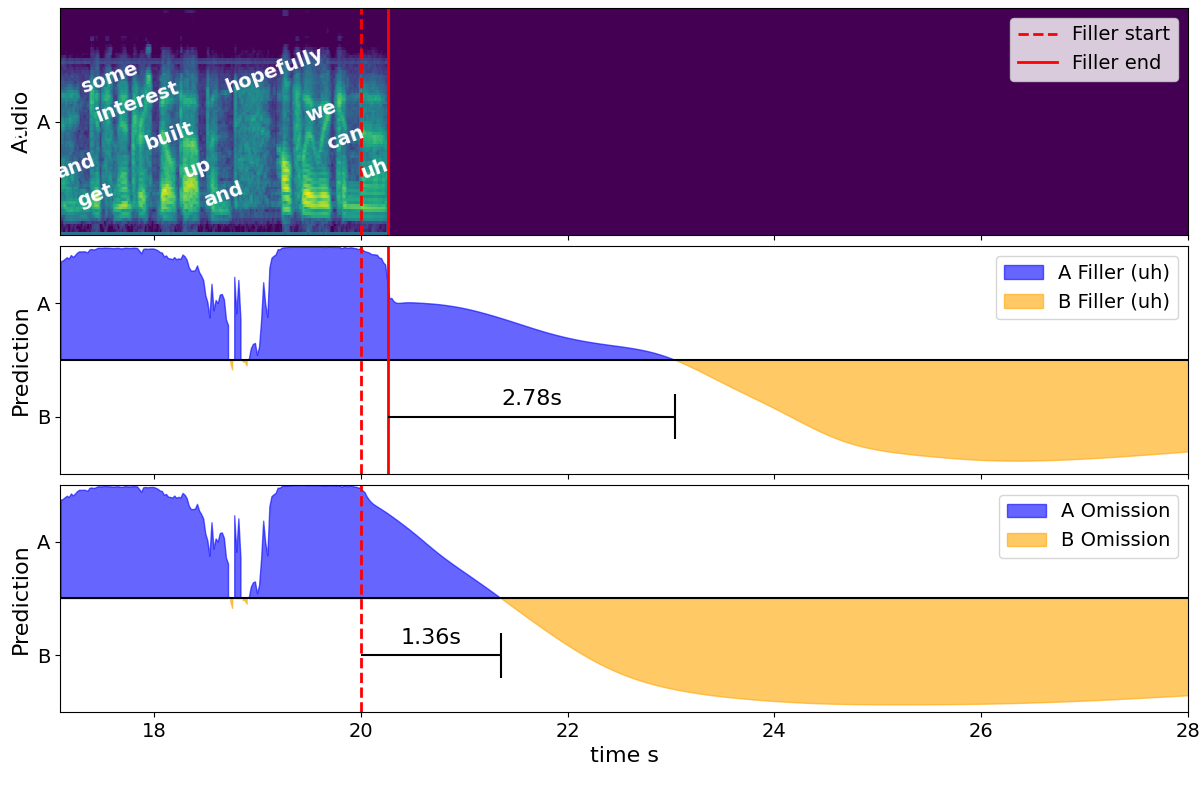 Audio
A
and
get
some
interest
built
up
and
hopefully
we
can
uh
Filler start
Filler end
Prediction
A
B
A Filler (uh)
B Filler (uh)
2.78s
Prediction
A
B
A Omission
B Omission
1.36s
18
20
22
24
26
28
time s